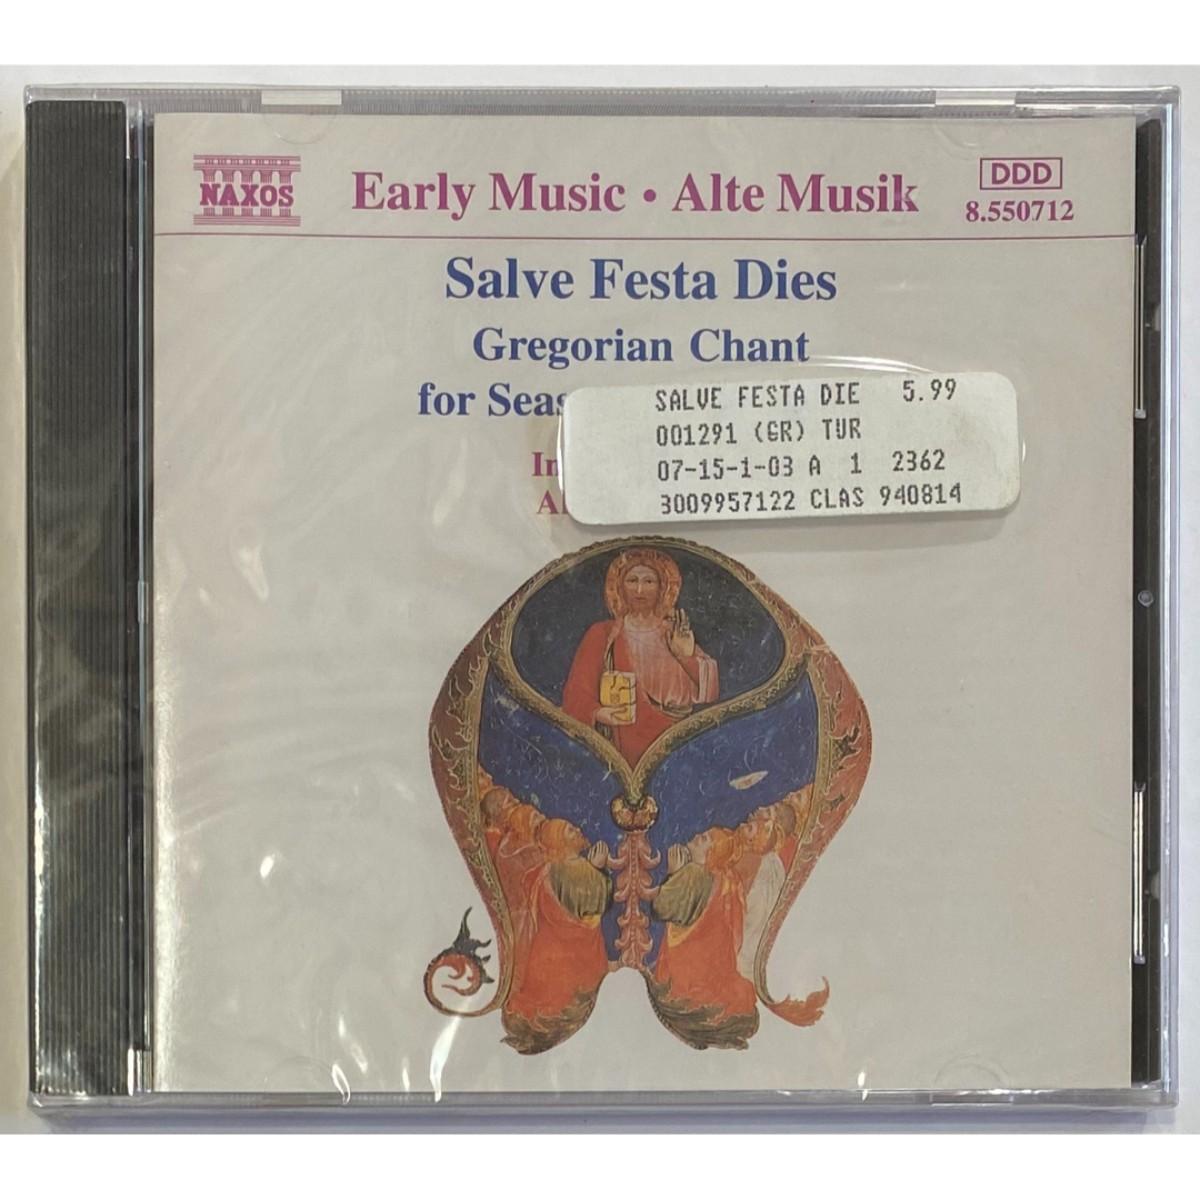 NAXOS
Early Music • Alte Musik
DDD
8.550712
Salve Festa Dies
Gregorian Chant
for Seas
In
SALVE FESTA DIE 5.99
001291 (GR) TUR
07-15-1-03 A 1 2362
3009957122 CLAS 940814